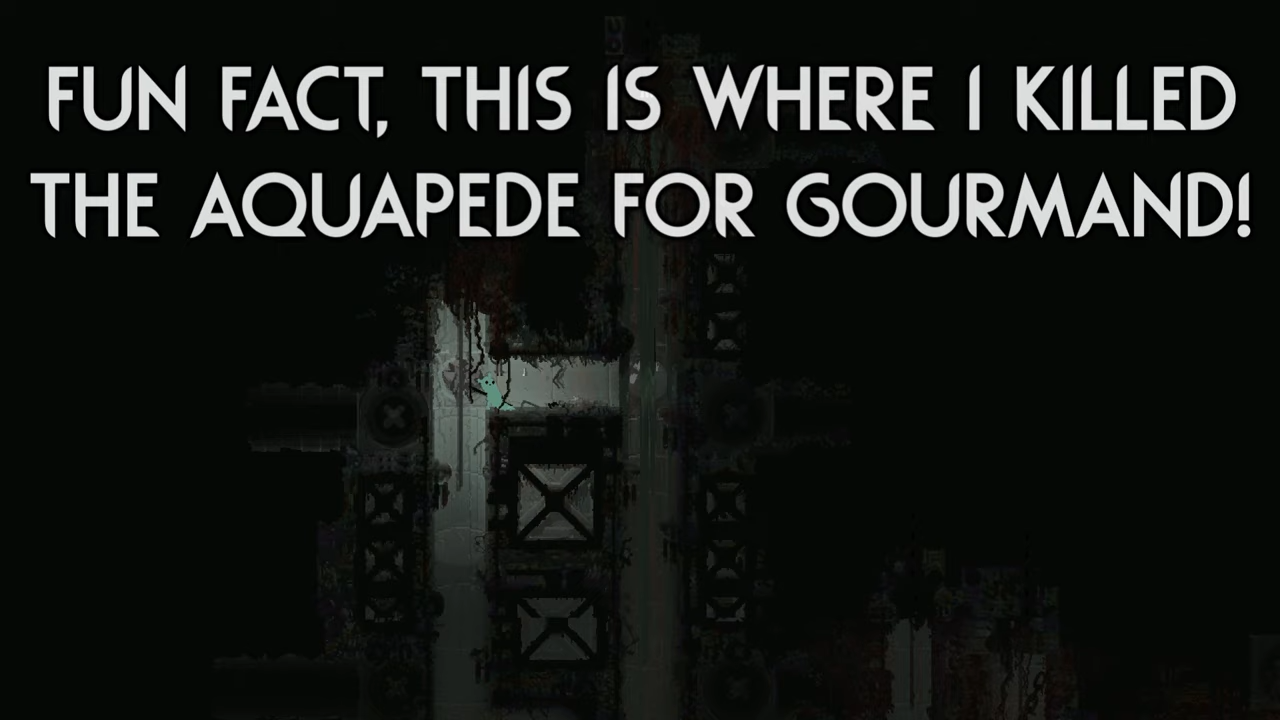 FUN FACT, THIS IS WHERE I KILLED
THE AQUAPEDE FOR GOURMAND!